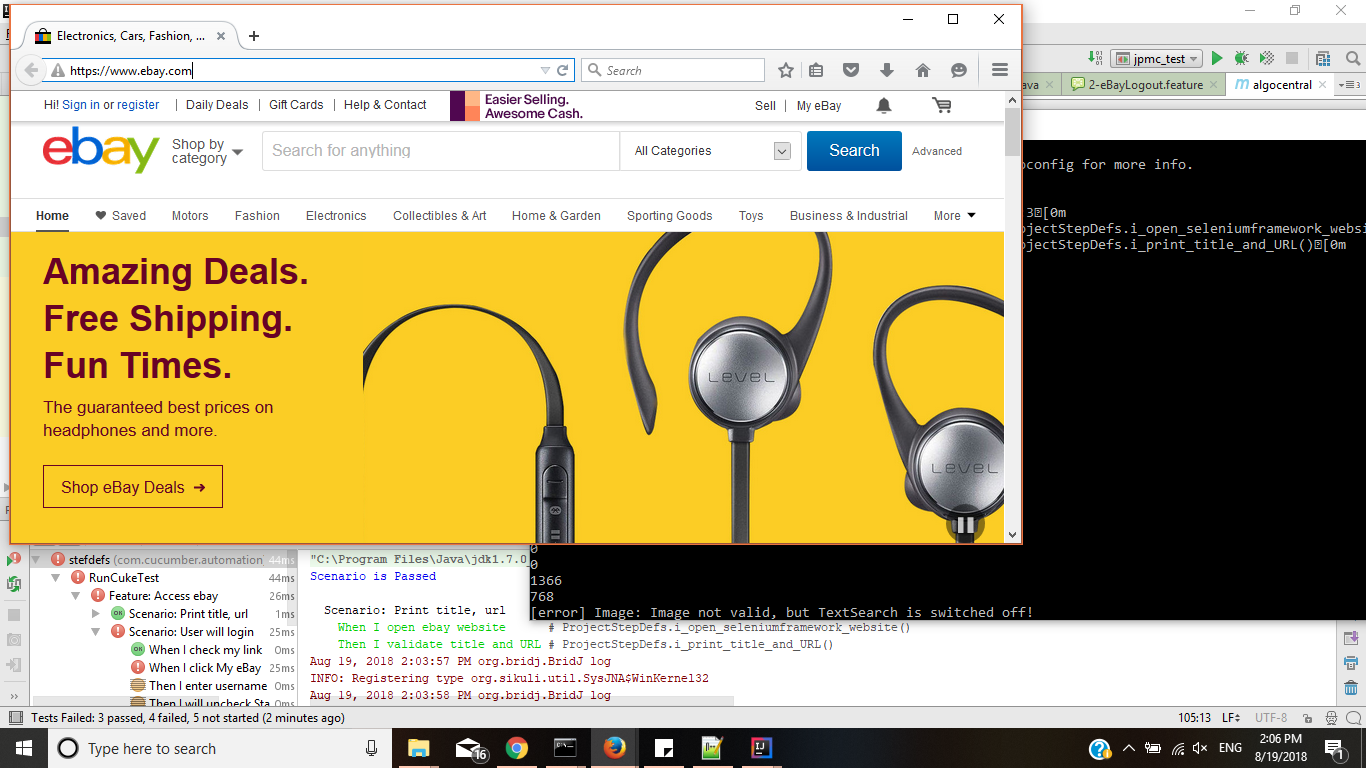 Electronics, Cars, Fashion, ...
https://www.ebay.com
Search
jpmc_test
ava
2-eBayLogout.feature
algocentral
Hi! Sign in or register
Daily Deals
Gift Cards
Help & Contact
Easier Selling.
Awesome Cash.
Sell
My eBay
ebay
Shop by
category
Search for anything
All Categories
Search
Advanced
Home
Saved
Motors
Fashion
Electronics
Collectibles & Art
Home & Garden
Sporting Goods
Toys
Business & Industrial
More
Amazing Deals.
Free Shipping.
Fun Times.
The guaranteed best prices on
headphones and more.
Shop eBay Deals
LEVEL
LEVEL
pconfig for more info.
3 [0m
ojectStepDefs.i_open_seleniumframework_websi
ojectStepDefs.i_print_title_and_URL() [0m
0
0
1366
768
[error] Image: Image not valid, but TextSearch is switched off!
stefdefs (com.cucumber.automation 44ms
RunCukeTest 44ms
Feature: Access ebay 26ms
OK Scenario: Print title, url 1ms
Scenario: User will login 25ms
OK When I check my link 0ms
When I click My eBay 25ms
Then I enter username 0ms
Then I will uncheck Sta 0ms
"C:\Program Files\Java\jdk1.7.0_
Scenario is Passed
Scenario: Print title, url
When I open ebay website # ProjectStepDefs.i_open_seleniumframework_website()
Then I validate title and URL # ProjectStepDefs.i_print_title_and_URL()
Aug 19, 2018 2:03:57 PM org.bridj.BridJ log
INFO: Registering type org.sikuli.util.SysJNA$WinKernel32
Aug 19, 2018 2:03:58 PM org.bridj.BridJ log
Tests Failed: 3 passed, 4 failed, 5 not started (2 minutes ago)
105:13
LF
UTF-8
Type here to search
16
ENG
2:06 PM
8/19/2018
1